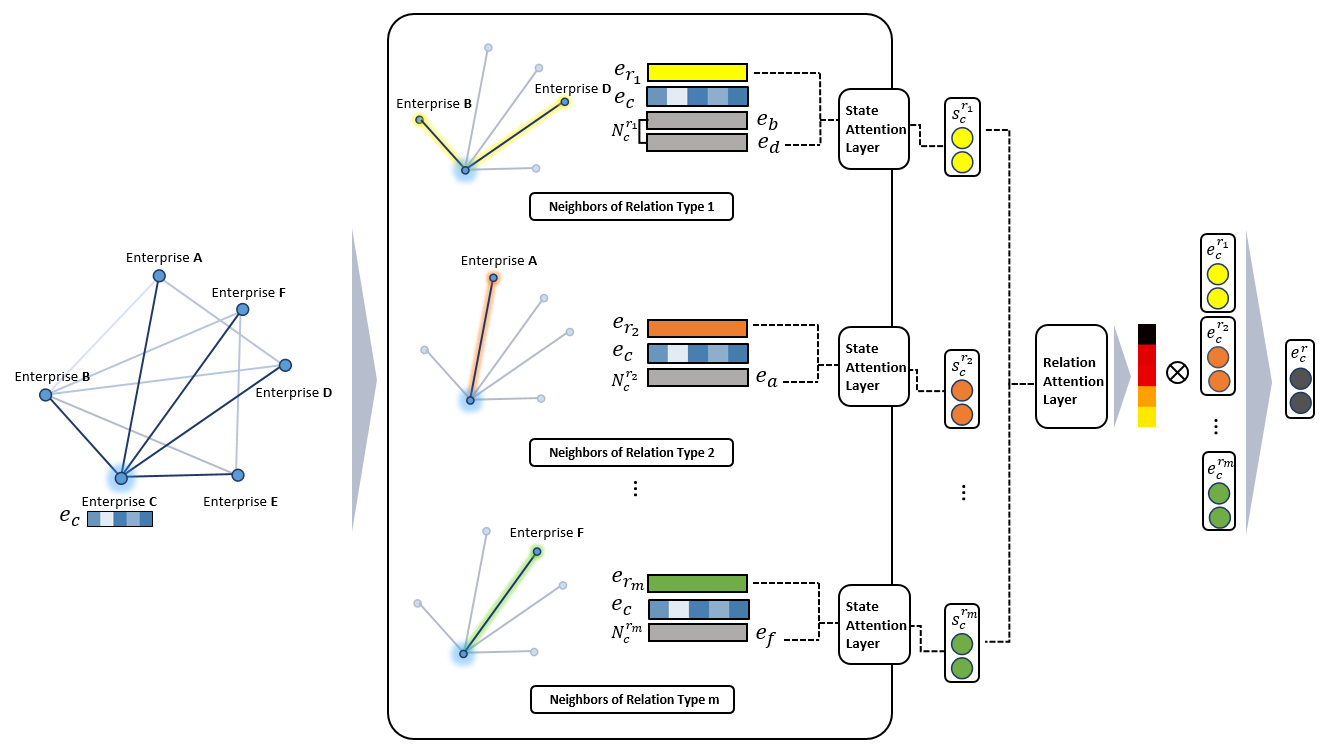 Enterprise A
Enterprise F
Enterprise B
Enterprise D
Enterprise C
Enterprise E
e_c
Enterprise B
Enterprise D
e_{r_1}
e_c
N_c^{r_1}
e_b
e_d
State
Attention
Layer
s_c^{r_1}
Neighbors of Relation Type 1
Enterprise A
e_{r_2}
e_c
N_c^{r_2}
e_a
State
Attention
Layer
s_c^{r_2}
Neighbors of Relation Type 2
⋮
⋮
Enterprise F
e_{r_m}
e_c
N_c^{r_m}
e_f
State
Attention
Layer
s_c^{r_m}
Neighbors of Relation Type m
Relation
Attention
Layer
⊗
e_c^{r_1}
e_c^{r_2}
⋮
e_c^{r_m}
e_c^r